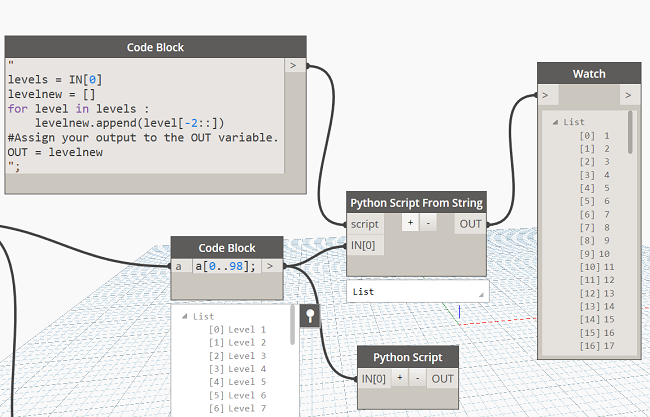 Code Block
"
levels = IN[0]
levelnew = []
for level in levels :
levelnew.append(level[-2::])
#Assign your output to the OUT variable.
OUT = levelnew
";
>
Watch
> >
List
[0] 1
[1] 2
[2] 3
[3] 4
[4] 5
[5] 6
[6] 7
[7] 8
[8] 9
[9] 10
[10] 11
[11] 12
[12] 13
[13] 14
[14] 15
[15] 16
[16] 17
Python Script From String
script + - OUT
IN[0]
List
Code Block
a a[0..98]; >
List
[0] Level 1
[1] Level 2
[2] Level 3
[3] Level 4
[4] Level 5
[5] Level 6
[6] Level 7
Python Script
IN[0] + - OUT